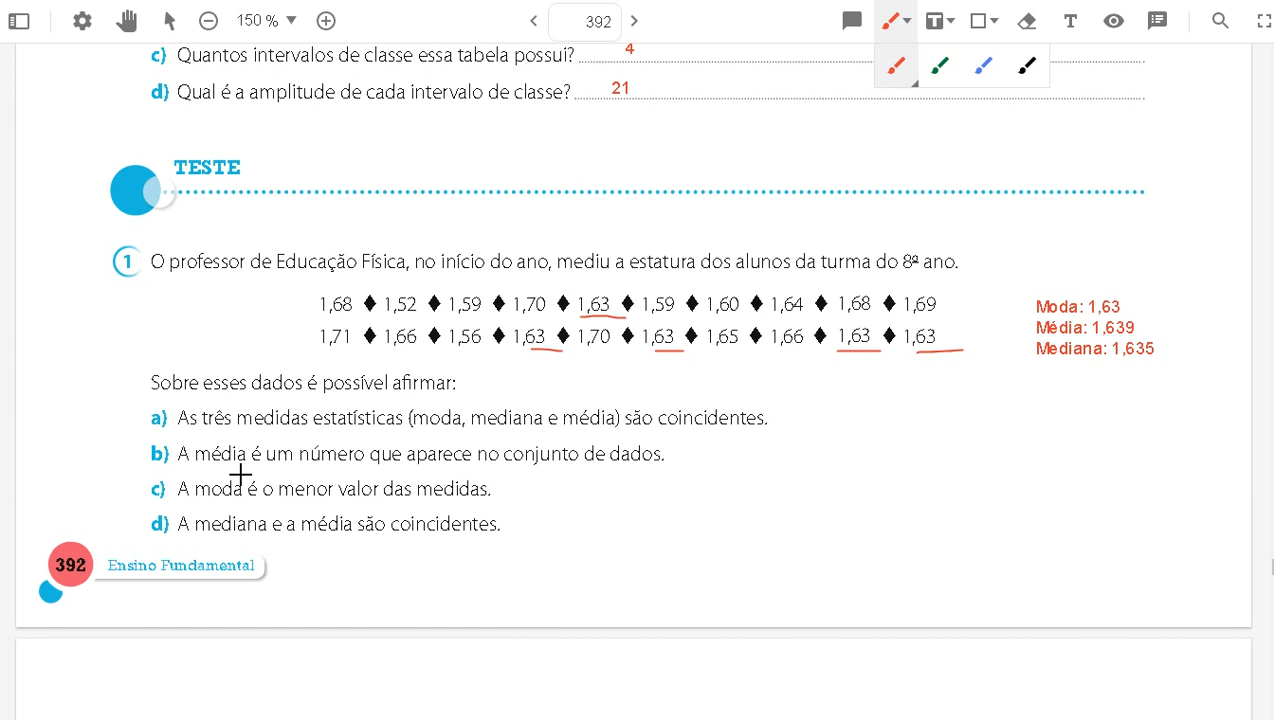 150 %
392
c) Quantos intervalos de classe essa tabela possui? 4
d) Qual é a amplitude de cada intervalo de classe? 21
TESTE
1 O professor de Educação Física, no início do ano, mediu a estatura dos alunos da turma do 8º ano.
1,68 ♦ 1,52 ♦ 1,59 ♦ 1,70 ♦ 1,63 ♦ 1,59 ♦ 1,60 ♦ 1,64 ♦ 1,68 ♦ 1,69
1,71 ♦ 1,66 ♦ 1,56 ♦ 1,63 ♦ 1,70 ♦ 1,63 ♦ 1,65 ♦ 1,66 ♦ 1,63 ♦ 1,63
Moda: 1,63
Média: 1,639
Mediana: 1,635
Sobre esses dados é possível afirmar:
a) As três medidas estatísticas (moda, mediana e média) são coincidentes.
b) A média é um número que aparece no conjunto de dados.
c) A moda é o menor valor das medidas.
d) A mediana e a média são coincidentes.
392 Ensino Fundamental